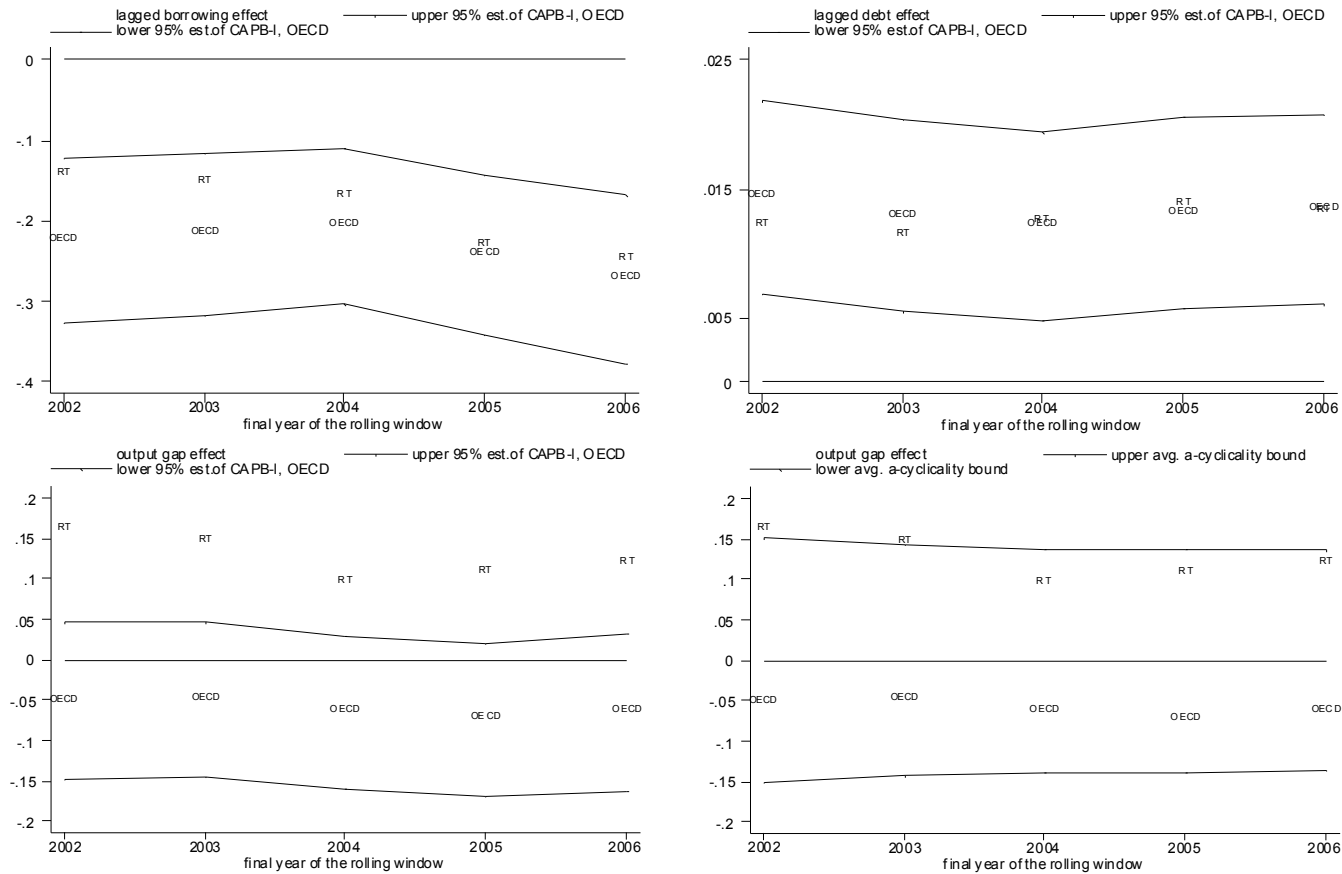 lagged borrowing effect
upper 95% est.of CAPB-I, OECD
lower 95% est.of CAPB-I, OECD
0
-.1
-.2
-.3
-.4
RT
RT
RT
RT
RT
OECD
OECD
OECD
OECD
OECD
2002
2003
2004
2005
2006
final year of the rolling window
lagged debt effect
upper 95% est.of CAPB-I, OECD
lower 95% est.of CAPB-I, OECD
.025
.015
.005
0
OECD
OECD
OECD
OECD
OECD
RT
RT
RT
RT
RT
2002
2003
2004
2005
2006
final year of the rolling window
output gap effect
upper 95% est.of CAPB-I, OECD
lower 95% est.of CAPB-I, OECD
.2
.15
.1
.05
0
-.05
-.1
-.15
-.2
RT
RT
RT
RT
RT
OECD
OECD
OECD
OECD
OECD
2002
2003
2004
2005
2006
final year of the rolling window
output gap effect
upper avg. a-cyclicality bound
lower avg. a-cyclicality bound
.2
.15
.1
.05
0
-.05
-.1
-.15
-.2
RT
RT
RT
RT
RT
OECD
OECD
OECD
OECD
OECD
2002
2003
2004
2005
2006
final year of the rolling window